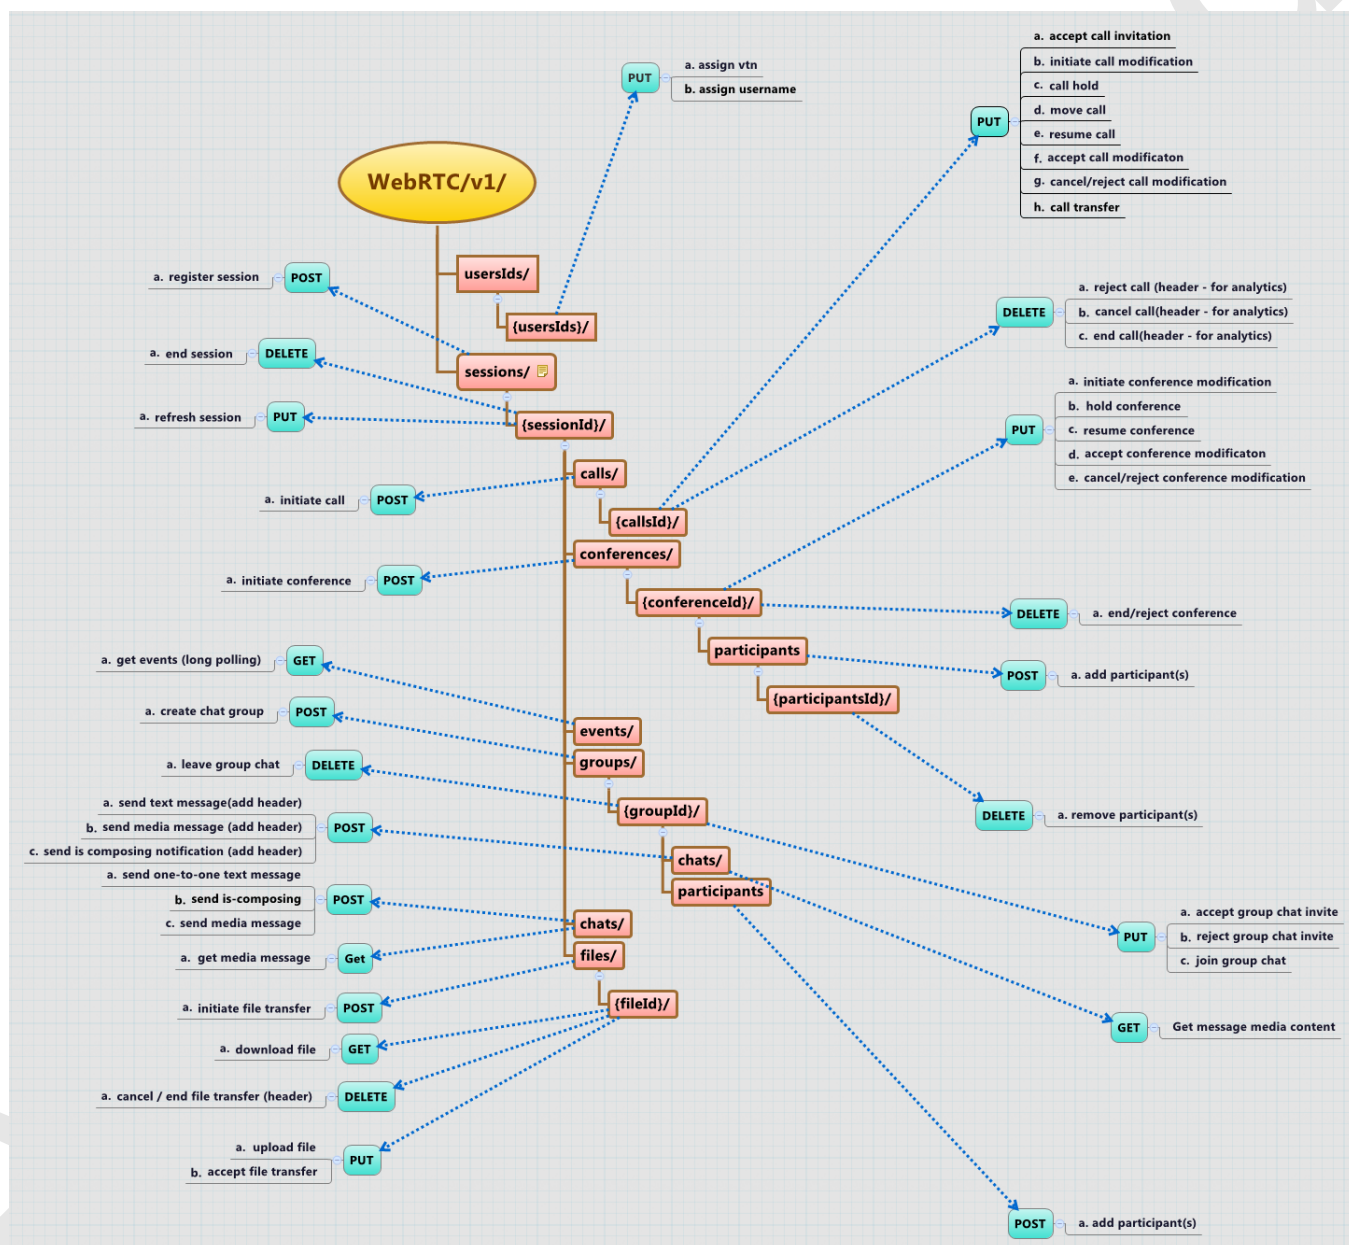 a. accept call invitation
b. initiate call modification
c. call hold
d. move call
e. resume call
f. accept call modificaton
g. cancel/reject call modification
h. call transfer
PUT
PUT
a. assign vtn
b. assign username
WebRTC/v1/
usersIds/
{usersIds}/
a. register session
POST
DELETE
a. reject call (header - for analytics)
b. cancel call(header - for analytics)
c. end call(header - for analytics)
a. end session
DELETE
sessions/
a. refresh session
PUT
{sessionId}/
PUT
a. initiate conference modification
b. hold conference
c. resume conference
d. accept conference modificaton
e. cancel/reject conference modification
calls/
a. initiate call
POST
{callsId}/
conferences/
a. initiate conference
POST
{conferenceId}/
DELETE
a. end/reject conference
participants
a. get events (long polling)
GET
POST
a. add participant(s)
{participantsId}/
a. create chat group
POST
events/
groups/
a. leave group chat
DELETE
{groupId}/
DELETE
a. remove participant(s)
a. send text message(add header)
b. send media message (add header)
c. send is composing notification (add header)
POST
chats/
participants
a. send one-to-one text message
b. send is-composing
c. send media message
POST
chats/
PUT
a. accept group chat invite
b. reject group chat invite
c. join group chat
a. get media message
Get
files/
a. initiate file transfer
POST
{fileId}/
GET
Get message media content
a. download file
GET
a. cancel / end file transfer (header)
DELETE
a. upload file
b. accept file transfer
PUT
POST
a. add participant(s)